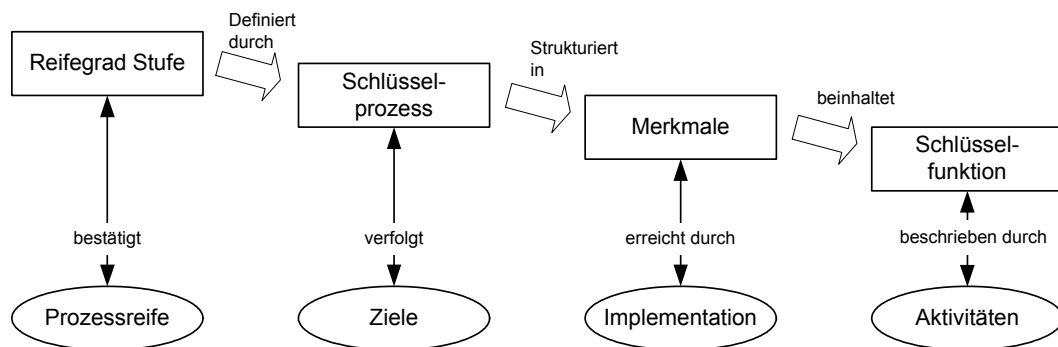 Definiert
durch
Reifegrad Stufe
Strukturiert
in
Schlüssel-
prozess
beinhaltet
Merkmale
Schlüssel-
funktion
bestätigt
verfolgt
erreicht durch
beschrieben durch
Prozessreife
Ziele
Implementation
Aktivitäten